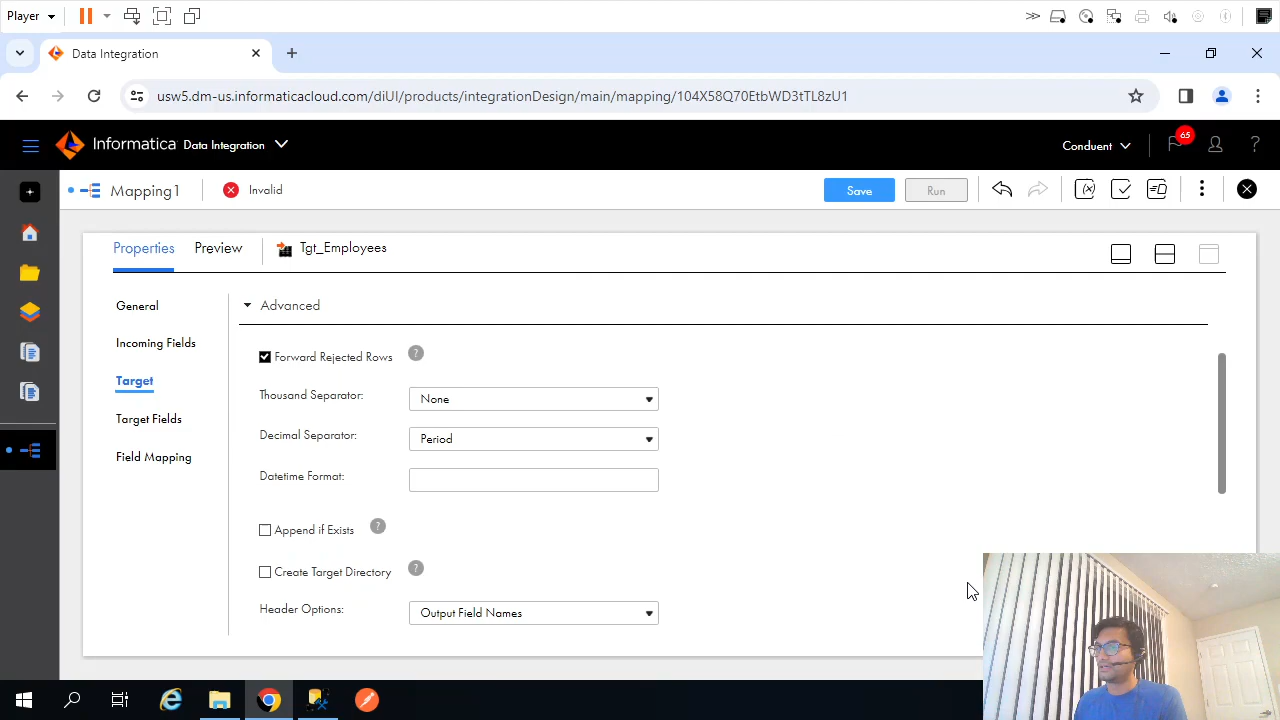 Player
Data Integration
usw5.dm-us.informaticacloud.com/diUI/products/integrationDesign/main/mapping/104X58Q70EtbWD3tTL8zU1
Informatica Data Integration
Conduent
65
?
Mapping1
Invalid
Save
Run
Properties
Preview
Tgt_Employees
General
Incoming Fields
Target
Target Fields
Field Mapping
Advanced
Forward Rejected Rows ?
Thousand Separator: None
Decimal Separator: Period
Datetime Format:
Append if Exists ?
Create Target Directory ?
Header Options: Output Field Names